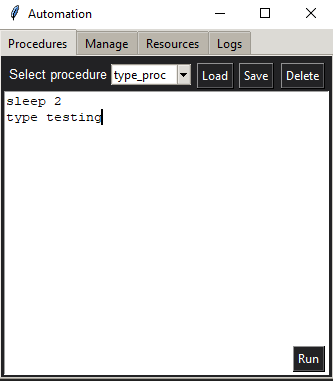 Automation
Procedures Manage Resources Logs
Select procedure type_proc Load Save Delete
sleep 2
type testing
Run